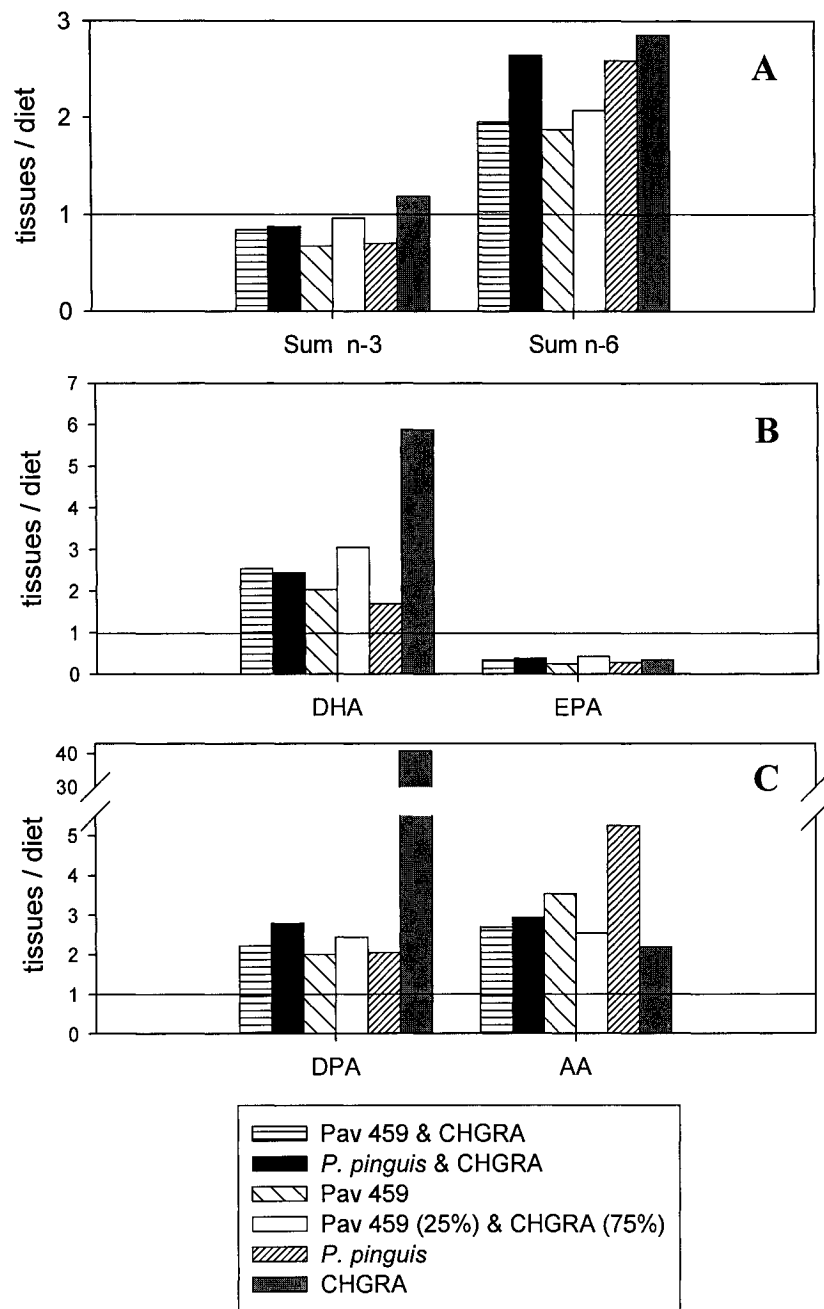 3
2
1
0
tissues / diet
A
Sum n-3
Sum n-6
7
6
5
4
3
2
1
0
tissues / diet
B
DHA
EPA
40
30
5
4
3
2
1
0
tissues / diet
C
DPA
AA
Pav 459 & CHGRA
P. pinguis & CHGRA
Pav 459
Pav 459 (25%) & CHGRA (75%)
P. pinguis
CHGRA